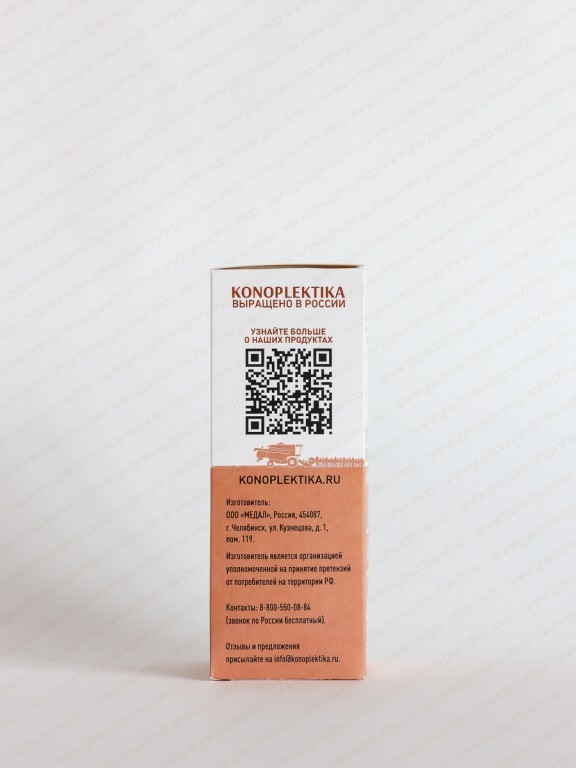 KONOPLEKTIKA
ВЫРАЩЕНО В РОССИИ
УЗНАЙТЕ БОЛЬШЕ
О НАШИХ ПРОДУКТАХ
KONOPLEKTIKA.RU
Изготовитель:
ООО «МЕДАЛ», Россия, 454087,
г. Челябинск, ул. Кузнецова, д. 1,
пом. 119.
Изготовитель является организацией
уполномоченной на принятие претензий
от потребителей на территории РФ.
Контакты: 8-800-550-08-84
(звонок по России бесплатный).
Отзывы и предложения
присылайте на info@konoplektika.ru.